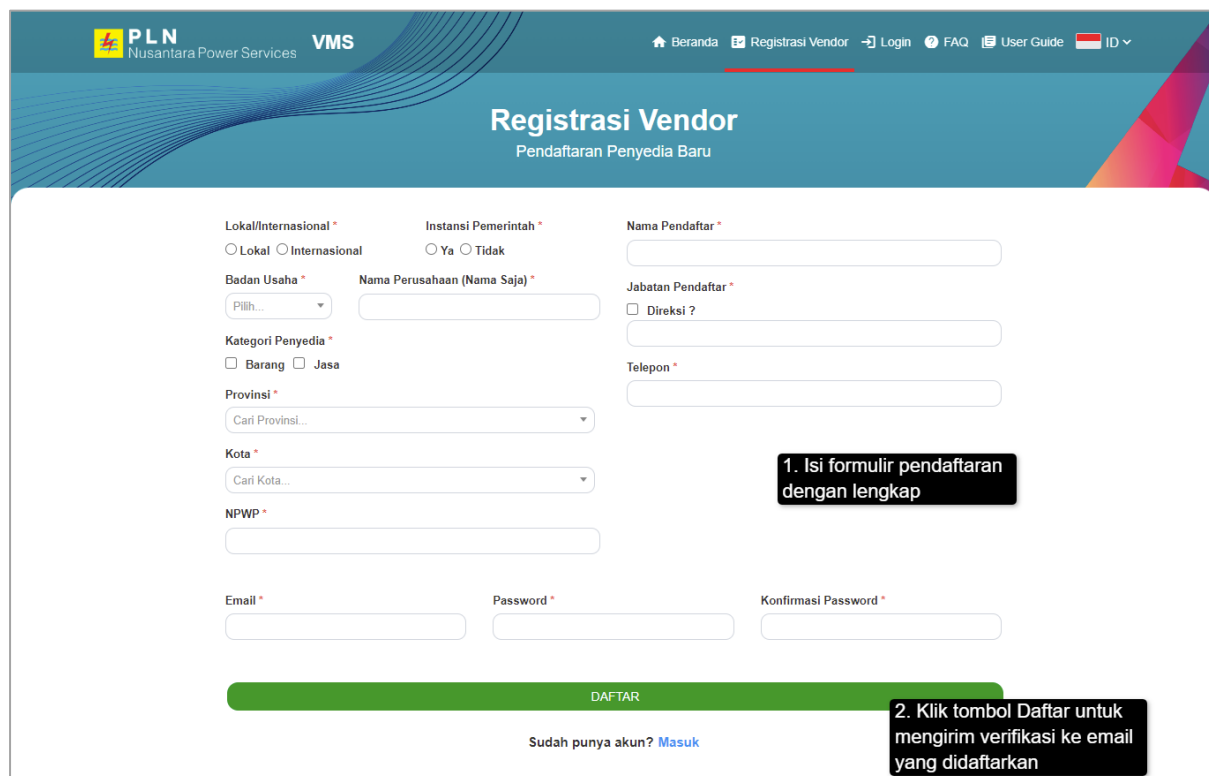 PLN
Nusantara Power Services
VMS
Beranda
Registrasi Vendor
Login
FAQ
User Guide
ID
Registrasi Vendor
Pendaftaran Penyedia Baru
Lokal/Internasional *
Lokal Internasional
Instansi Pemerintah *
Ya Tidak
Badan Usaha *
Pilih...
Nama Perusahaan (Nama Saja) *
Kategori Penyedia *
Barang Jasa
Provinsi *
Cari Provinsi...
Kota *
Cari Kota...
NPWP *
Nama Pendaftar *
Jabatan Pendaftar *
Direksi ?
Telepon *
1. Isi formulir pendaftaran
dengan lengkap
Email *
Password *
Konfirmasi Password *
DAFTAR
2. Klik tombol Daftar untuk
mengirim verifikasi ke email
yang didaftarkan
Sudah punya akun? Masuk